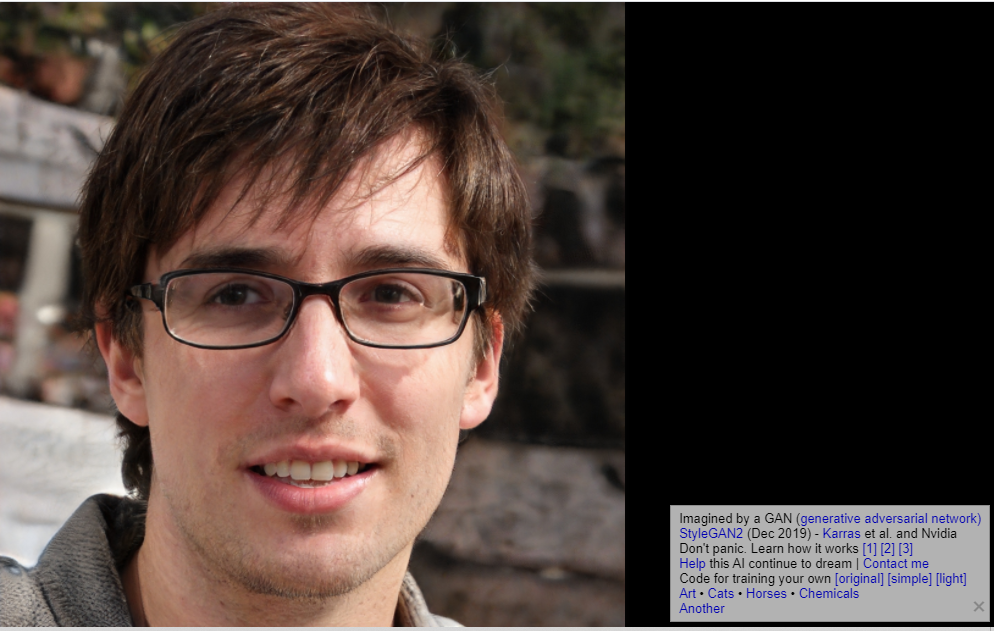 Imagined by a GAN (generative adversarial network)
StyleGAN2 (Dec 2019) - Karras et al. and Nvidia
Don't panic. Learn how it works [1] [2] [3]
Help this AI continue to dream | Contact me
Code for training your own [original] [simple] [light]
Art • Cats • Horses • Chemicals
Another